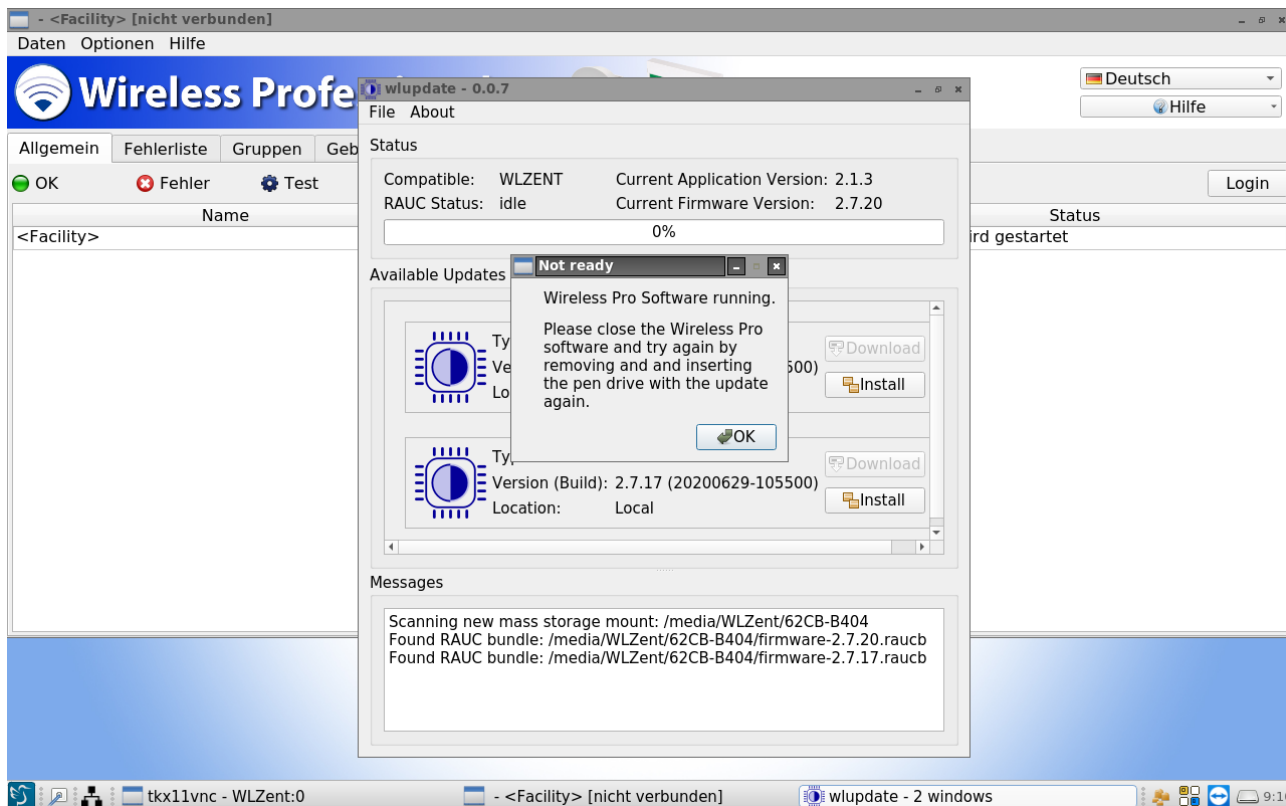 - <Facility> [nicht verbunden]
Daten Optionen Hilfe
Wireless Profe
Deutsch
Hilfe
Allgemein Fehlerliste Gruppen Geb
OK Fehler Test
Login
Name Status
<Facility> ird gestartet
wlupdate - 0.0.7
File About
Status
Compatible: WLZENT Current Application Version: 2.1.3
RAUC Status: idle Current Firmware Version: 2.7.20
0%
Available Updates
Not ready
Wireless Pro Software running.
Please close the Wireless Pro
software and try again by
removing and and inserting
the pen drive with the update
again.
OK
Ty
Ve 500)
Lo
Download
Install
Ty
Version (Build): 2.7.17 (20200629-105500)
Location: Local
Download
Install
Messages
Scanning new mass storage mount: /media/WLZent/62CB-B404
Found RAUC bundle: /media/WLZent/62CB-B404/firmware-2.7.20.raucb
Found RAUC bundle: /media/WLZent/62CB-B404/firmware-2.7.17.raucb
tkx11vnc - WLZent:0 - <Facility> [nicht verbunden] wlupdate - 2 windows 9:1